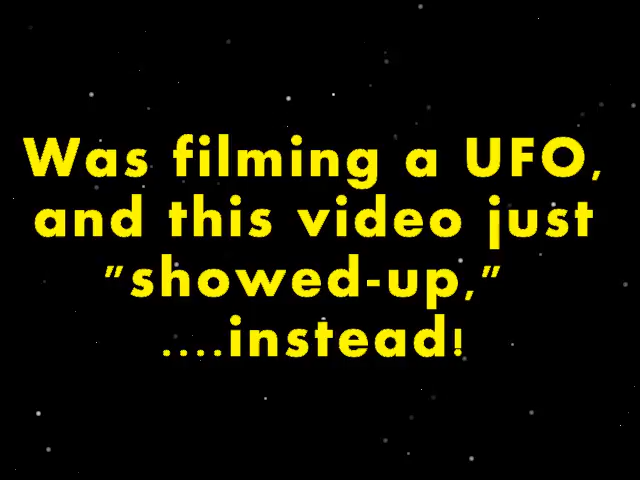 Was filming a UFO,
and this video just
"showed-up,"
....instead!